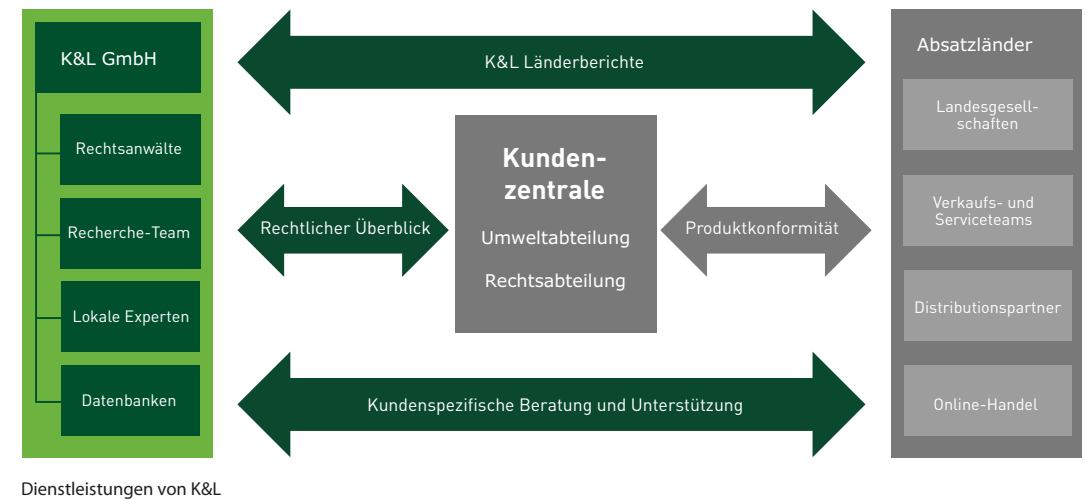 K&L GmbH
Rechtsanwälte
Recherche-Team
Lokale Experten
Datenbanken
K&L Länderberichte
Rechtlicher Überblick
Kunden-
zentrale
Umweltabteilung
Rechtsabteilung
Produktkonformität
Kundenspezifische Beratung und Unterstützung
Absatzländer
Landesgesell-
schaften
Verkaufs- und
Serviceteams
Distributionspartner
Online-Handel
Dienstleistungen von K&L